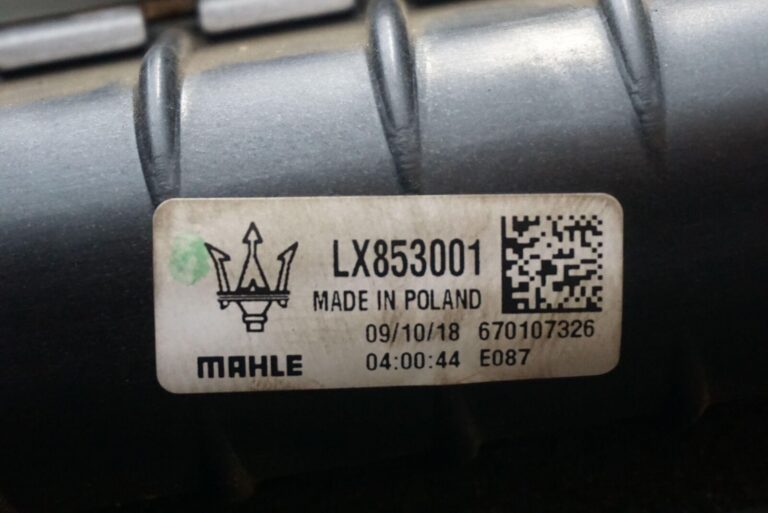 LX853001
MADE IN POLAND
09/10/18 670107326
04:00:44 E087
MAHLE